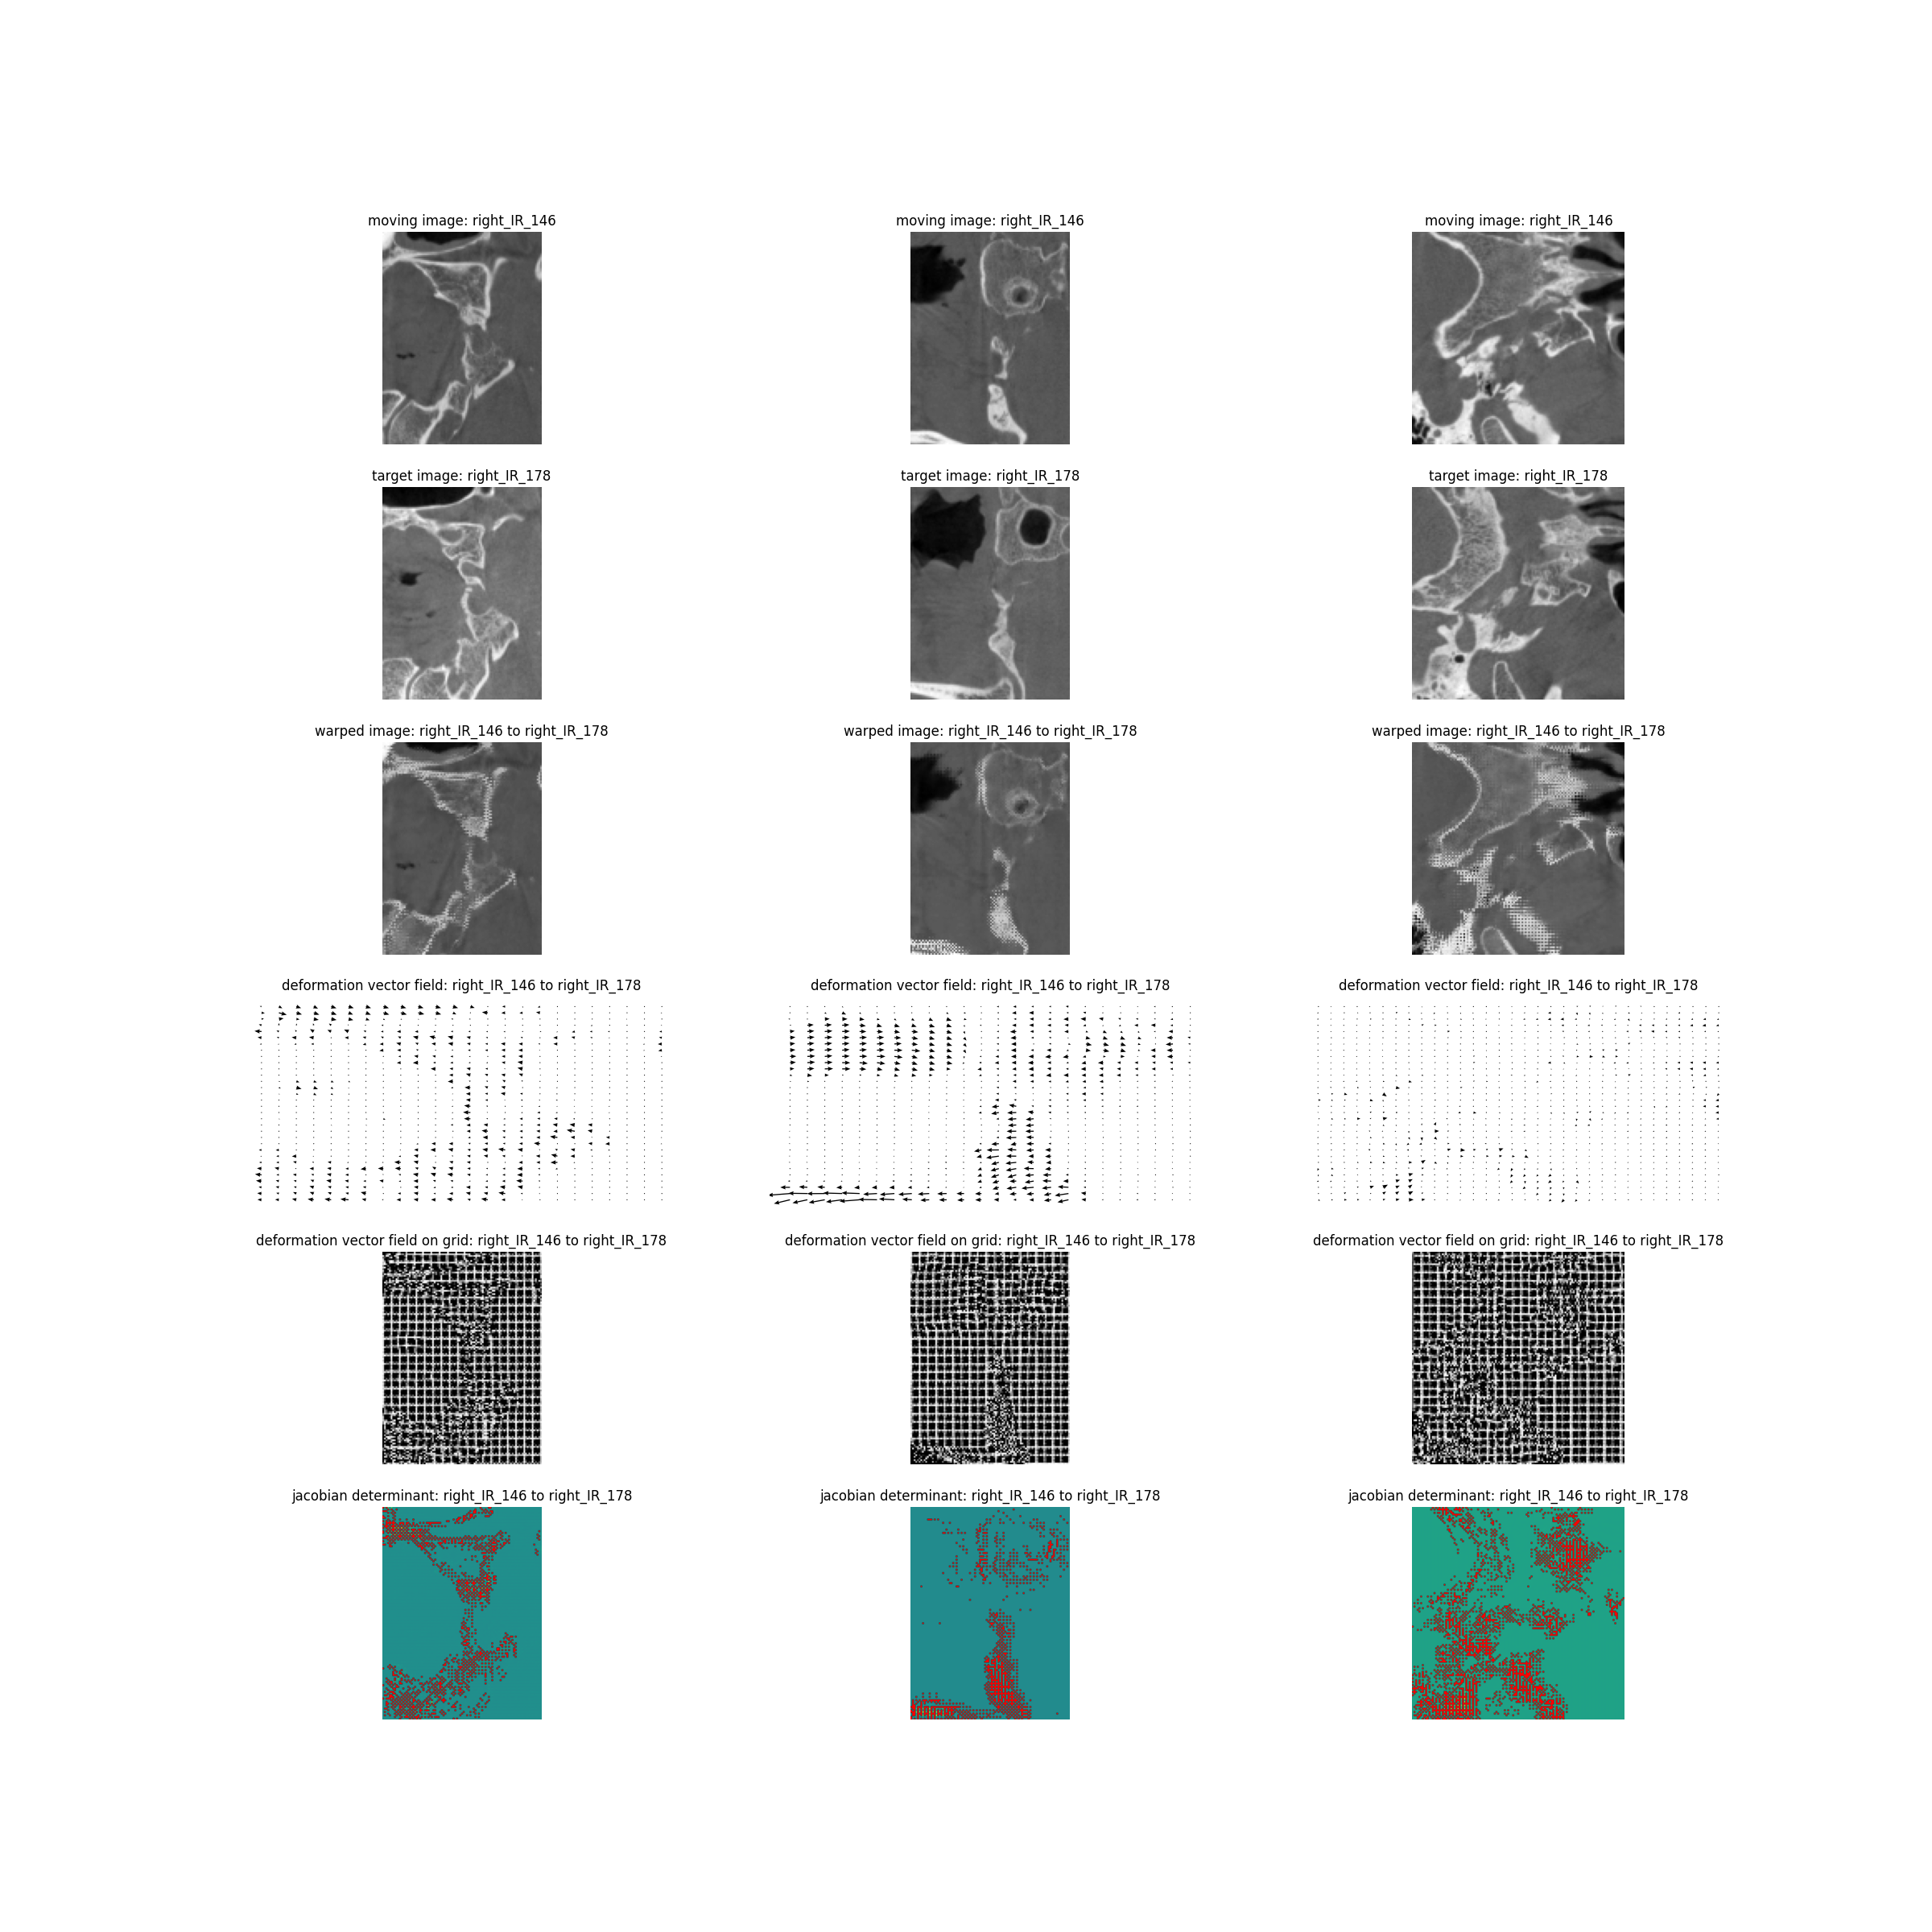 moving image: right_IR_146 moving image: right_IR_146 moving image: right_IR_146
target image: right_IR_178 target image: right_IR_178 target image: right_IR_178
warped image: right_IR_146 to right_IR_178 warped image: right_IR_146 to right_IR_178 warped image: right_IR_146 to right_IR_178
deformation vector field: right_IR_146 to right_IR_178 deformation vector field: right_IR_146 to right_IR_178 deformation vector field: right_IR_146 to right_IR_178
deformation vector field on grid: right_IR_146 to right_IR_178 deformation vector field on grid: right_IR_146 to right_IR_178 deformation vector field on grid: right_IR_146 to right_IR_178
jacobian determinant: right_IR_146 to right_IR_178 jacobian determinant: right_IR_146 to right_IR_178 jacobian determinant: right_IR_146 to right_IR_178